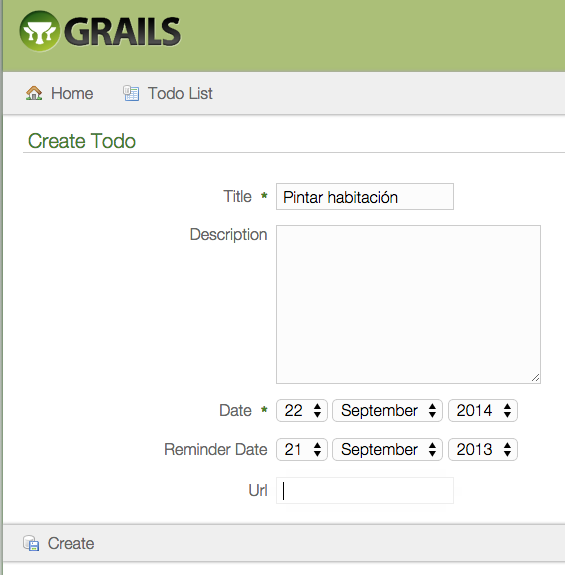 GRAILS
Home Todo List
Create Todo
Title * Pintar habitación
Description
Date * 22 September 2014
Reminder Date 21 September 2013
Url
Create